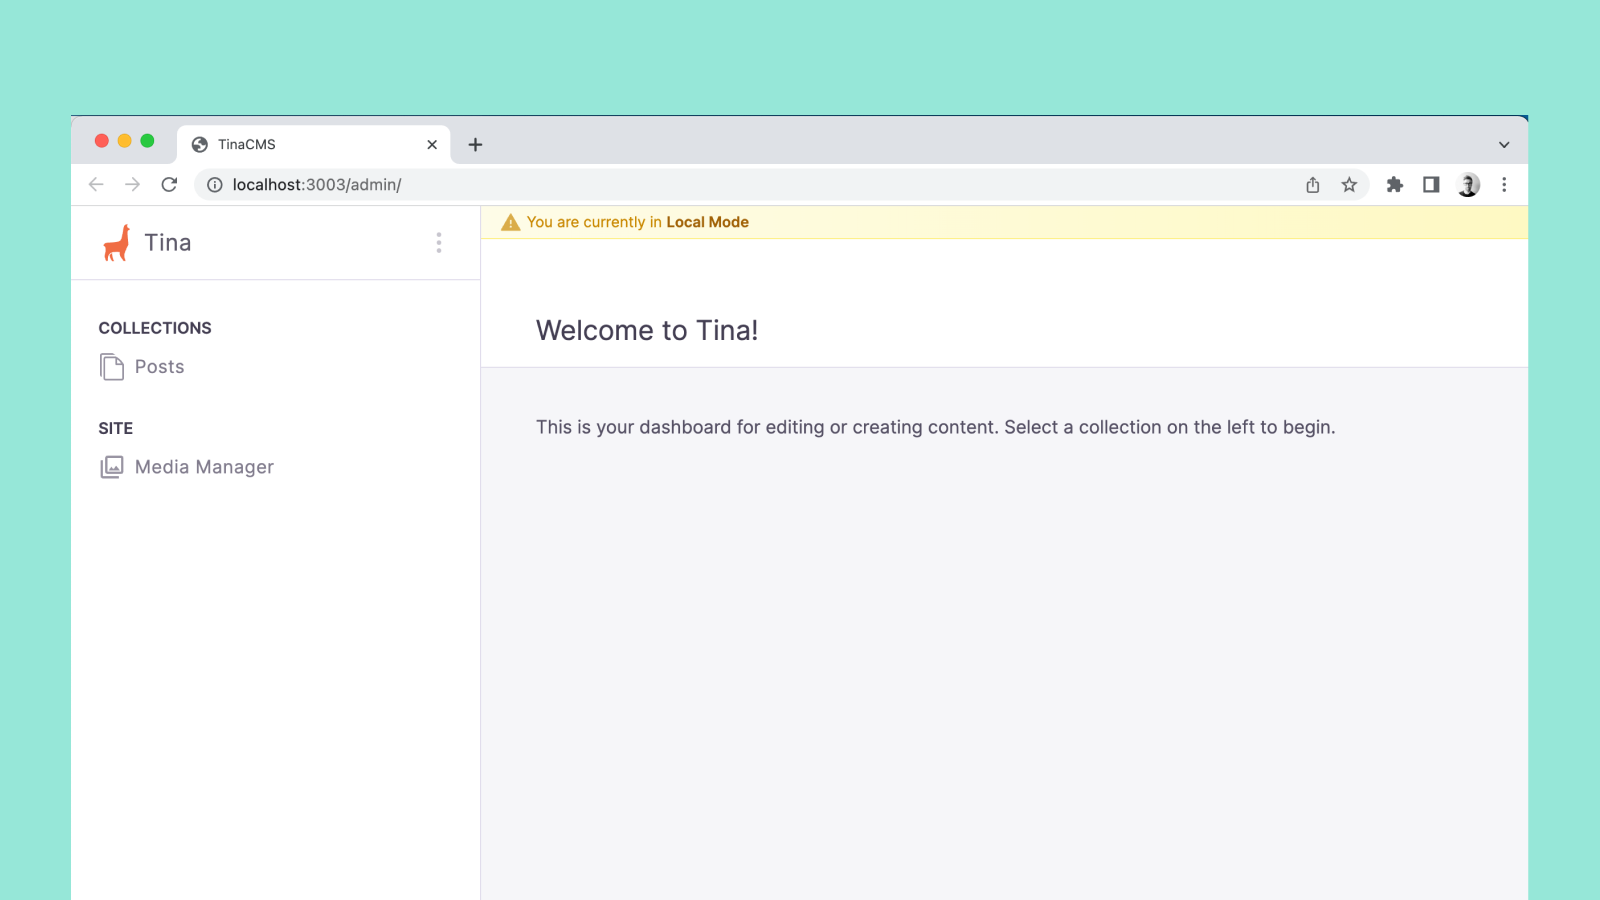 TinaCMS
localhost:3003/admin/
Tina
You are currently in Local Mode
COLLECTIONS
Posts
SITE
Media Manager
Welcome to Tina!
This is your dashboard for editing or creating content. Select a collection on the left to begin.